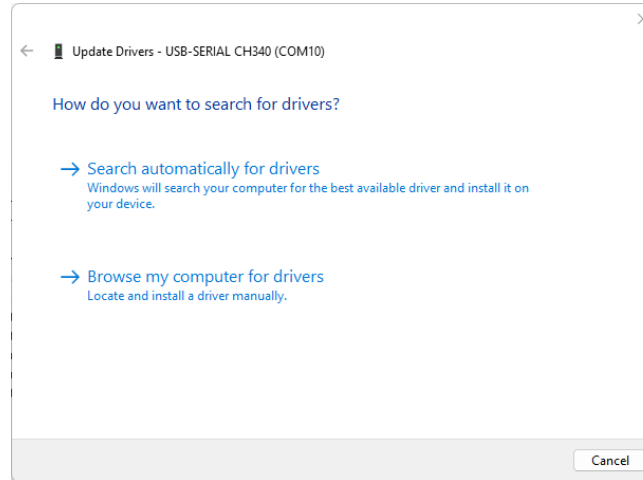 Update Drivers - USB-SERIAL CH340 (COM10)
How do you want to search for drivers?
Search automatically for drivers
Windows will search your computer for the best available driver and install it on
your device.
Browse my computer for drivers
Locate and install a driver manually.
Cancel